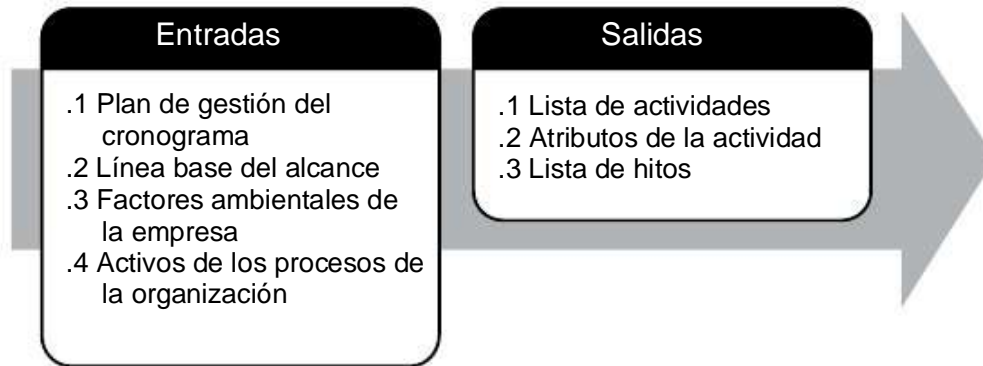 Entradas
.1 Plan de gestión del
cronograma
.2 Línea base del alcance
.3 Factores ambientales de
la empresa
.4 Activos de los procesos de
la organización
Salidas
.1 Lista de actividades
.2 Atributos de la actividad
.3 Lista de hitos